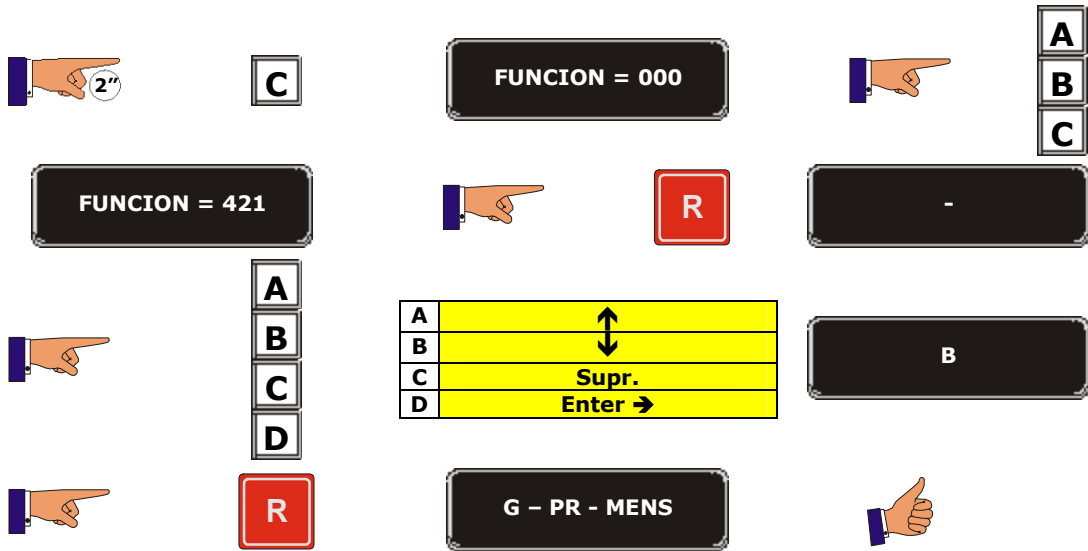 2”
C
FUNCION = 000
A
B
C
FUNCION = 421
R
-
A
B
C
D
A ↑
B ↓
C Supr.
D Enter ➔
B
R
G – PR - MENS